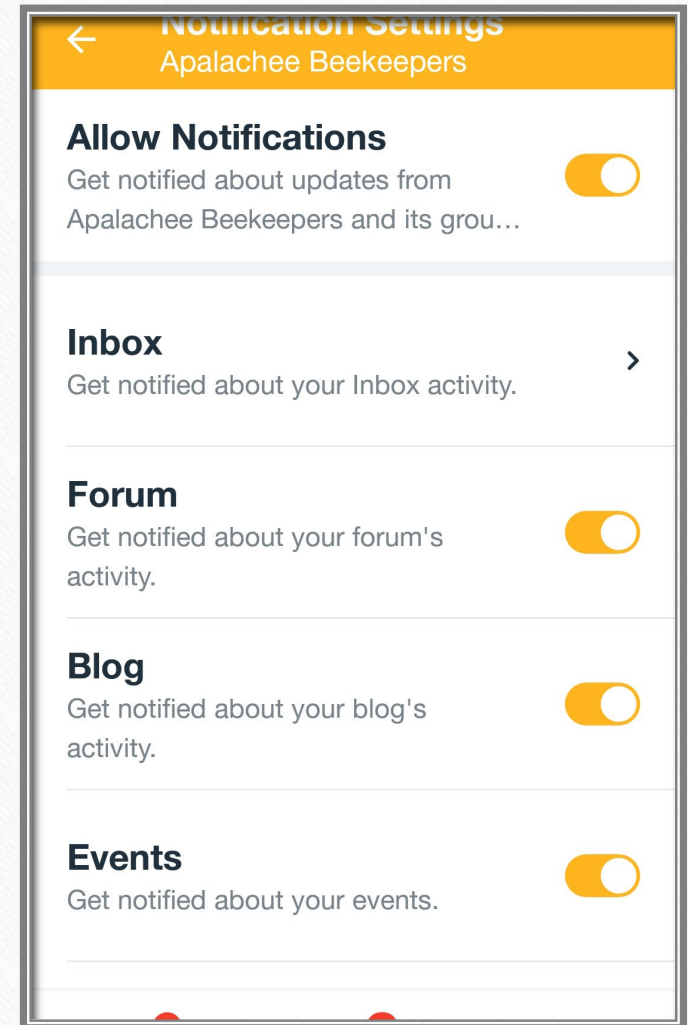 Notification Settings
Apalachee Beekeepers
Allow Notifications
Get notified about updates from
Apalachee Beekeepers and its grou...
Inbox
Get notified about your Inbox activity.
Forum
Get notified about your forum's
activity.
Blog
Get notified about your blog's
activity.
Events
Get notified about your events.